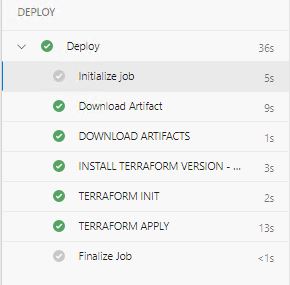 DEPLOY
Deploy 36s
Initialize job 5s
Download Artifact 9s
DOWNLOAD ARTIFACTS 1s
INSTALL TERRAFORM VERSION - ... 3s
TERRAFORM INIT 2s
TERRAFORM APPLY 13s
Finalize Job <1s